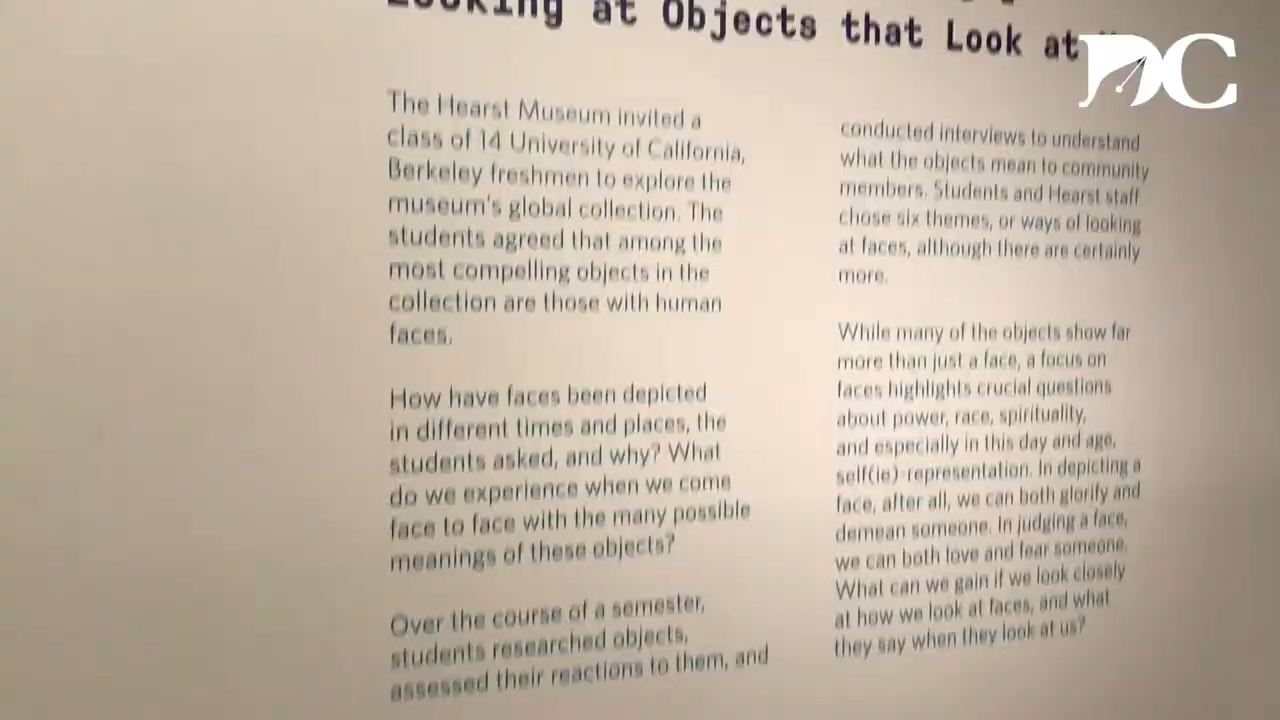 Looking at Objects that Look at
The Hearst Museum invited a
class of 14 University of California,
Berkeley freshmen to explore the
museum's global collection. The
students agreed that among the
most compelling objects in the
collection are those with human
faces.
How have faces been depicted
in different times and places, the
students asked, and why? What
do we experience when we come
face to face with the many possible
meanings of these objects?
Over the course of a semester,
students researched objects,
assessed their reactions to them, and
conducted interviews to understand
what the objects mean to community
members. Students and Hearst staff
chose six themes, or ways of looking
at faces, although there are certainly
more.
While many of the objects show far
more than just a face, a focus on
faces highlights crucial questions
about power, race, spirituality,
and especially in this day and age,
self(ie)-representation. In depicting a
face, after all, we can both glorify and
demean someone. In judging a face,
we can both love and fear someone.
What can we gain if we look closely
at how we look at faces, and what
they say when they look at us?
DC